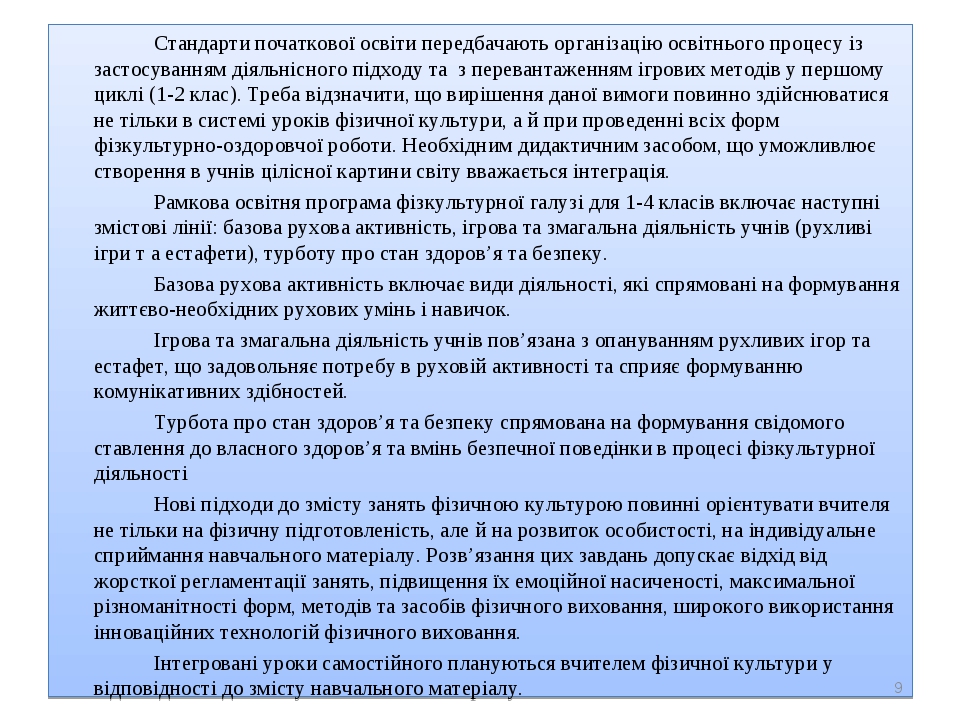 Стандарти початкової освіти передбачають організацію освітнього процесу із
застосуванням діяльнісного підходу та з перевантаженням ігрових методів у першому
циклі (1-2 клас). Треба відзначити, що вирішення даної вимоги повинно здійснюватися
не тільки в системі уроків фізичної культури, а й при проведенні всіх форм
фізкультурно-оздоровчої роботи. Необхідним дидактичним засобом, що уможливлює
створення в учнів цілісної картини світу вважається інтеграція.
Рамкова освітня програма фізкультурної галузі для 1-4 класів включає наступні
змістові лінії: базова рухова активність, ігрова та змагальна діяльність учнів (рухливі
ігри т а естафети), турботу про стан здоров’я та безпеку.
Базова рухова активність включає види діяльності, які спрямовані на формування
життєво-необхідних рухових умінь і навичок.
Ігрова та змагальна діяльність учнів пов’язана з опануванням рухливих ігор та
естафет, що задовольняє потребу в руховій активності та сприяє формуванню
комунікативних здібностей.
Турбота про стан здоров’я та безпеку спрямована на формування свідомого
ставлення до власного здоров’я та вмінь безпечної поведінки в процесі фізкультурної
діяльності
Нові підходи до змісту занять фізичною культурою повинні орієнтувати вчителя
не тільки на фізичну підготовленість, але й на розвиток особистості, на індивідуальне
сприймання навчального матеріалу. Розв’язання цих завдань допускає відхід від
жорсткої регламентації занять, підвищення їх емоційної насиченості, максимальної
різноманітності форм, методів та засобів фізичного виховання, широкого використання
інноваційних технологій фізичного виховання.
Інтегровані уроки самостійного плануються вчителем фізичної культури у
відповідності до змісту навчального матеріалу.
9